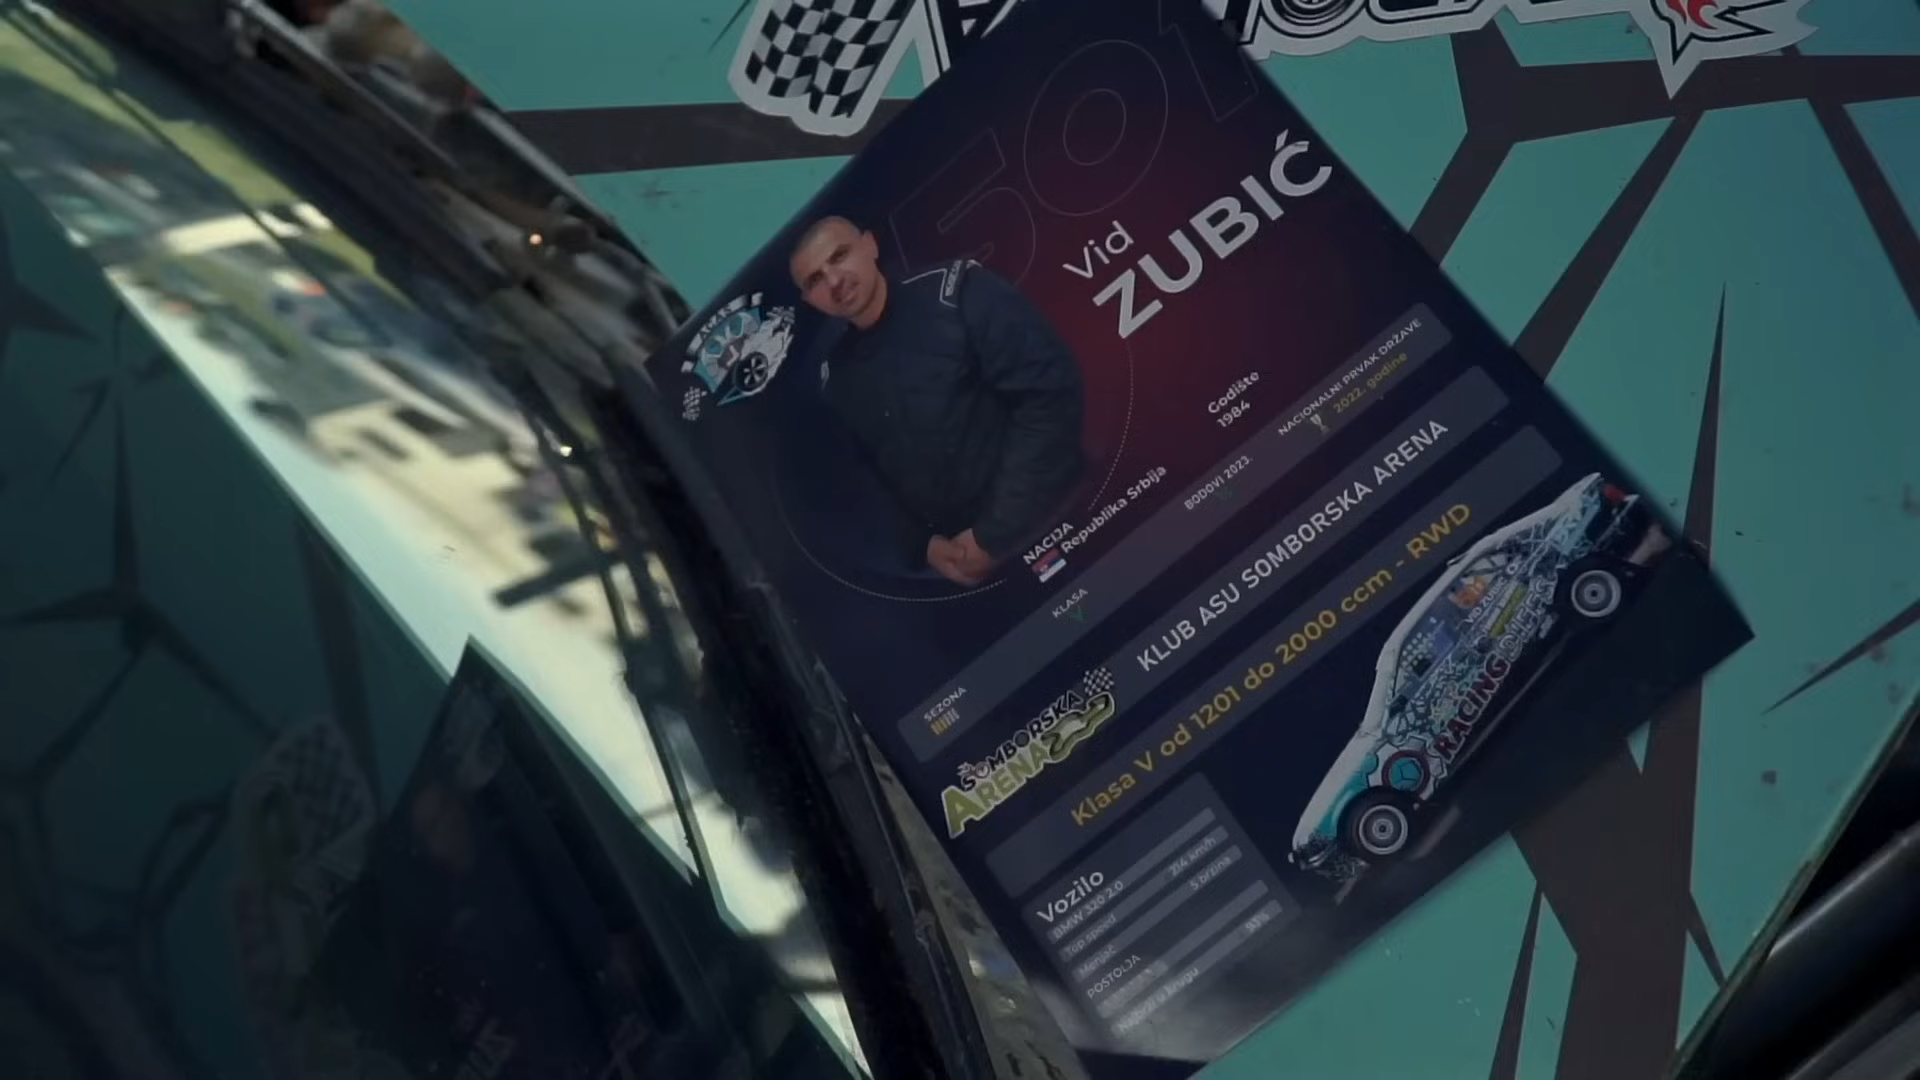 501
Vid
ZUBIĆ
Godište
1984
NACIJA
Republika Srbija
SEZONA
KLASA
V
BODOVI 2023.
NACIONALNI PRVAK DRŽAVE
2022. godine
SOMBORSKA
ARENA
KLUB ASU SOMBORSKA ARENA
Klasa V od 1201 do 2000 ccm - RWD
RACING
Vozilo
BMW 320 2.0
Top speed 214 km/h
Menjač 5 brzina
POSTOLJA
93%